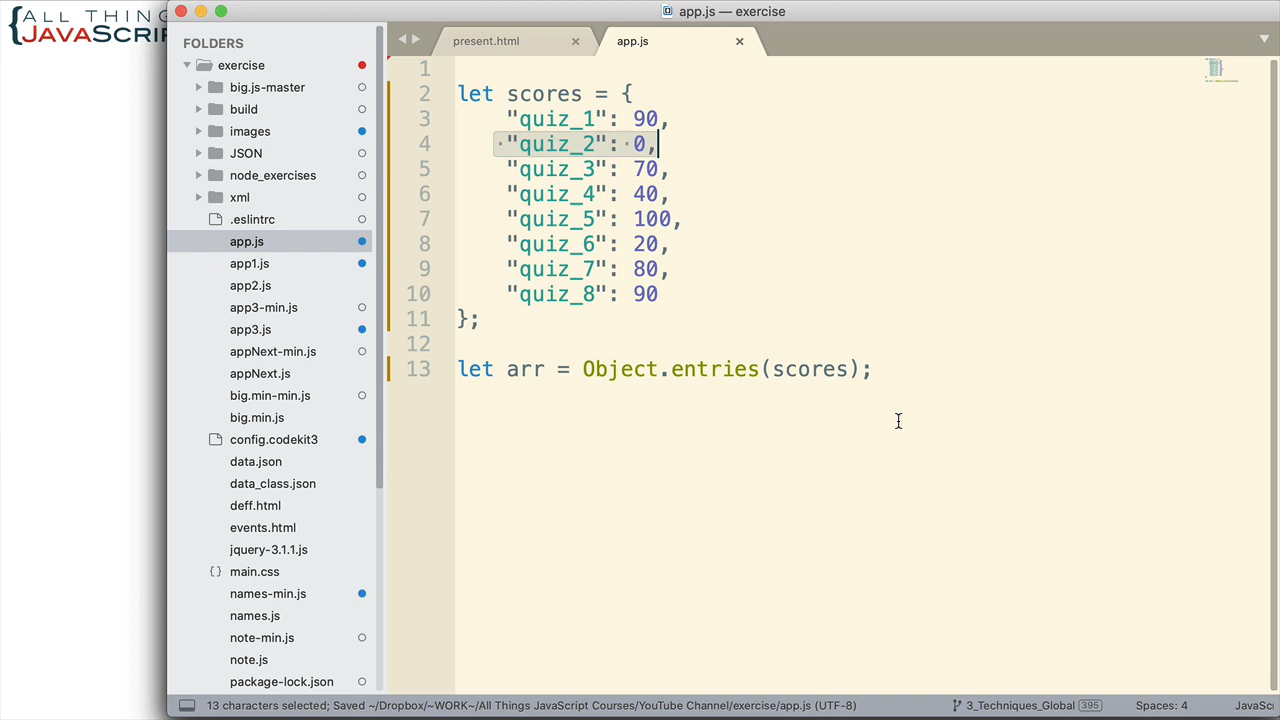 {ALL THIN
JAVASCRI
app.js — exercise
FOLDERS
exercise
big.js-master
build
images
JSON
node_exercises
xml
.eslintrc
app.js
app1.js
app2.js
app3-min.js
app3.js
appNext-min.js
appNext.js
big.min-min.js
big.min.js
config.codekit3
data.json
data_class.json
deff.html
events.html
jquery-3.1.1.js
{} main.css
names-min.js
names.js
note-min.js
note.js
package-lock.json
present.html ×
app.js ×
1
2 let scores = {
3 "quiz_1": 90,
4 "quiz_2": 0,
5 "quiz_3": 70,
6 "quiz_4": 40,
7 "quiz_5": 100,
8 "quiz_6": 20,
9 "quiz_7": 80,
10 "quiz_8": 90
11 };
12
13 let arr = Object.entries(scores);
13 characters selected; Saved ~/Dropbox/~WORK~/All Things JavaScript Courses/YouTube Channel/exercise/app.js (UTF-8)
3_Techniques_Global 395
Spaces: 4
JavaSc